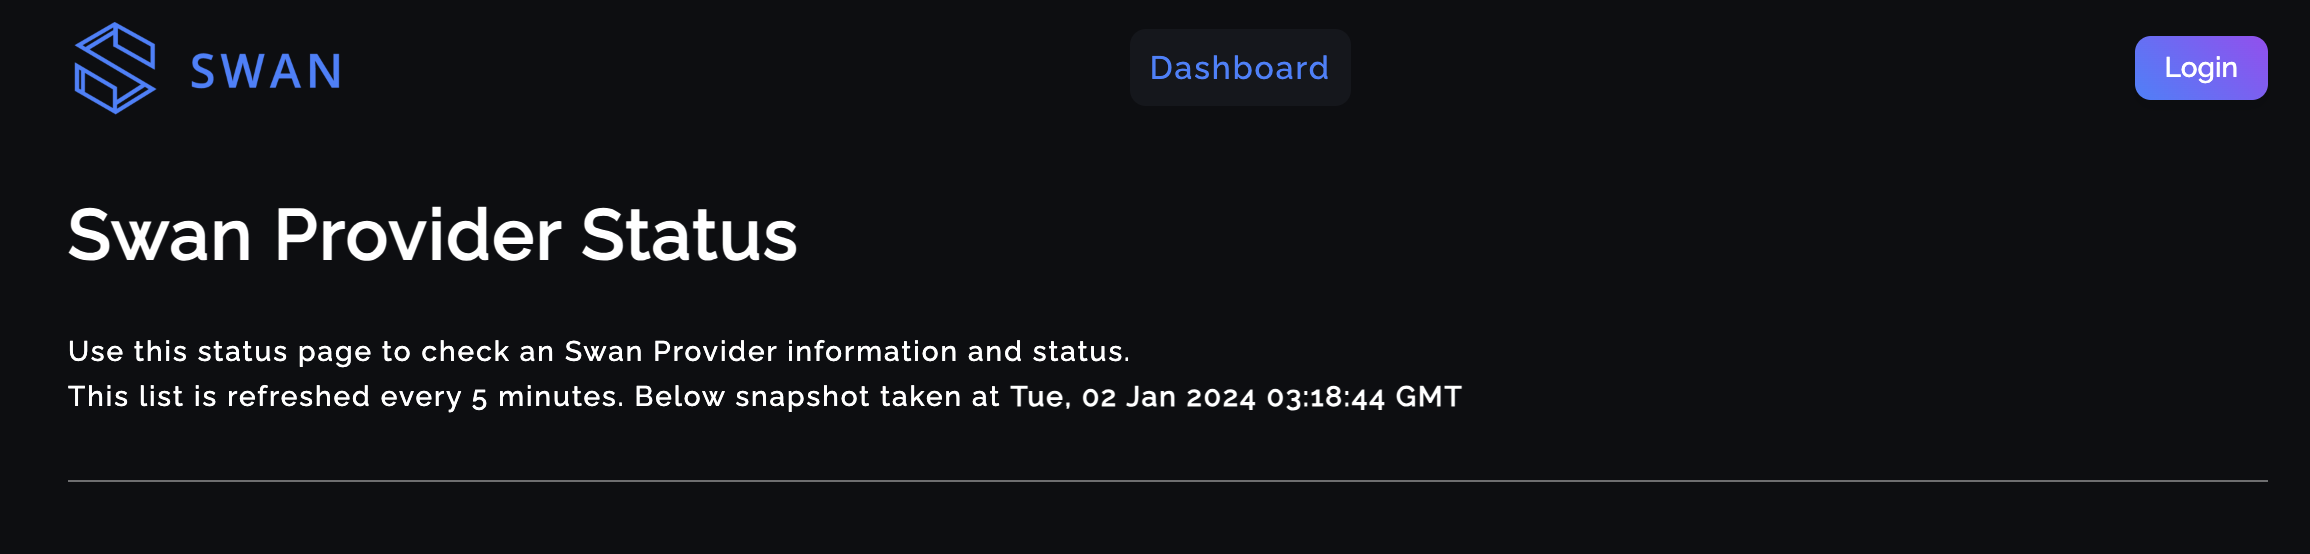 SWAN
Dashboard
Login
Swan Provider Status
Use this status page to check an Swan Provider information and status.
This list is refreshed every 5 minutes. Below snapshot taken at Tue, 02 Jan 2024 03:18:44 GMT